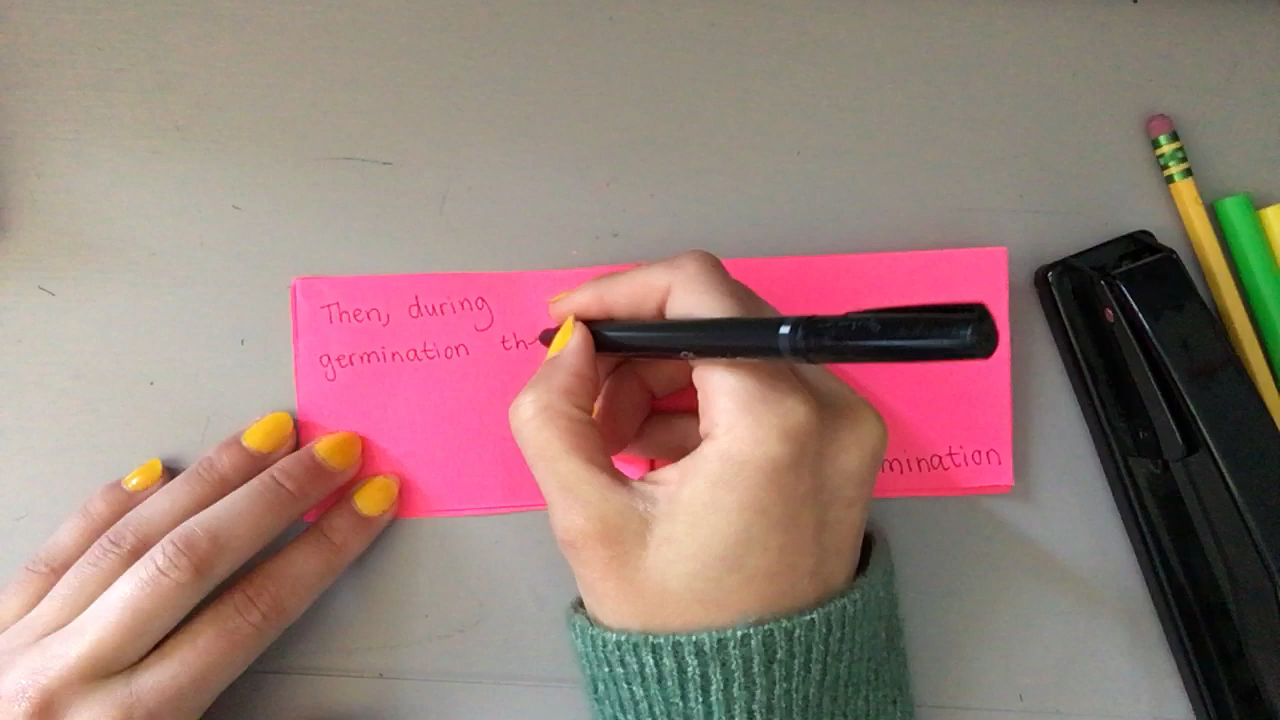 Then, during
germination th
mination